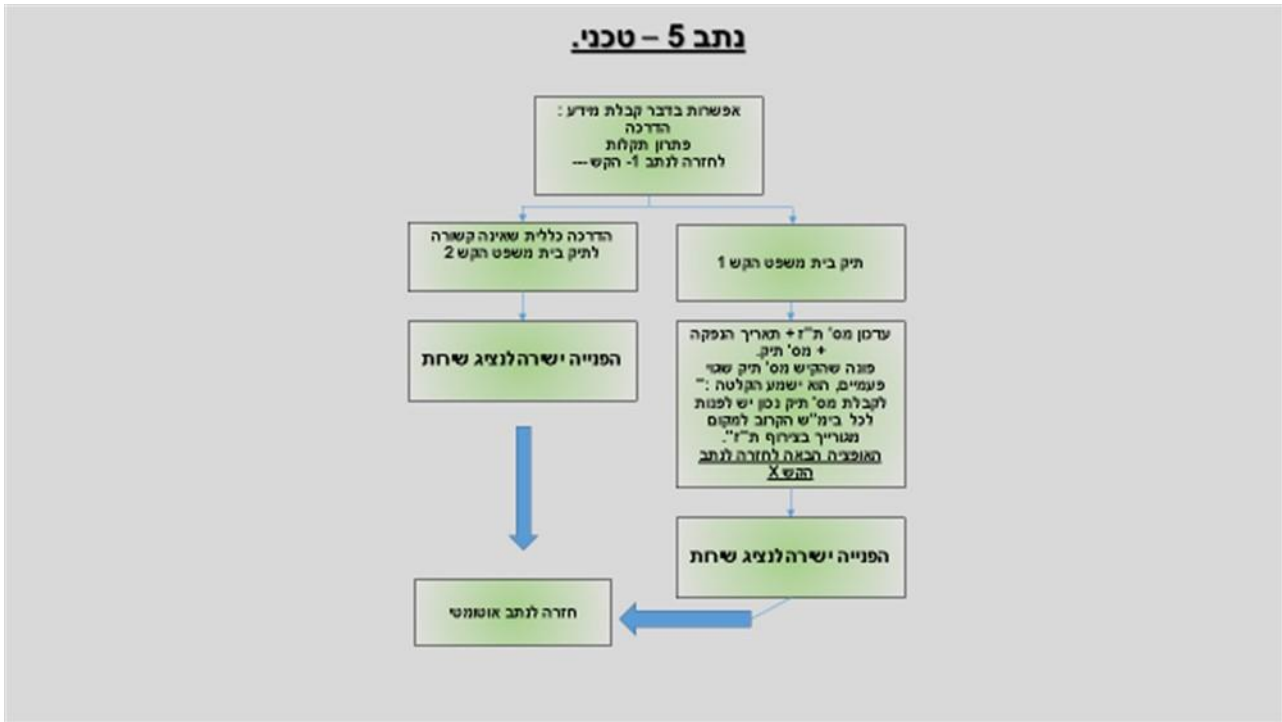 נתב 5 – טכני.
אפשרות בדבר קבלת מידע :
הדרכה
פתרון תקלות
לחזרה לנתב 1- הקש ---
תיק בית משפט הקש 1
הדרכה כללית שאינה קשורה
לתיק בית משפט הקש 2
עדכון מס' ת"ז + תאריך הנפקה
+ מס' תיק.
פונה שהקיש מס' תיק שגוי
פעמיים, הוא ישמע הקלטה :"
לקבלת מס' תיק נכון יש לפנות
לכל בימ"ש הקרוב למקום
מגורייך בצירוף ת"ז".
האופציה הבאה לחזרה לנתב
הקש X
הפנייה ישירה לנציג שירות
הפנייה ישירה לנציג שירות
חזרה לנתב אוטומטי